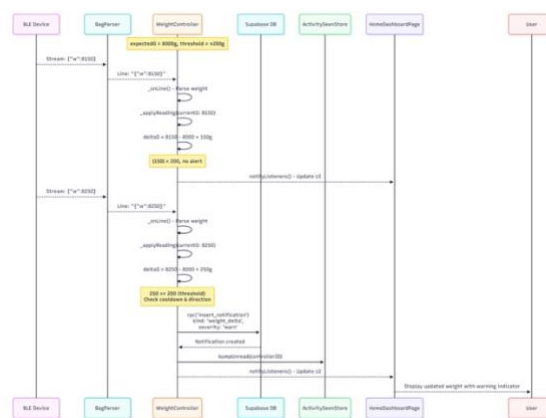 BLE Device
BagParser
WeightController
Supabase DB
ActivitySeenStore
HomeDashboardPage
User
expectedG = 8000g, threshold = ±200g
Stream: {"w":8150}
Line: "{"w":8150}"
_onLine() - Parse weight
_applyReading(currentG: 8150)
deltaG = 8150 - 8000 = 150g
< 200, no alert
notifyListeners() - Update UI
Stream: {"w":8250}
Line: "{"w":8250}"
_onLine() - Parse weight
_applyReading(currentG: 8250)
deltaG = 8250 - 8000 = 250g
250 >= 200 (threshold)
Check cooldown & direction
rpc('insert_notification')
kind: 'weight_delta',
severity: 'warn'
Notification created
bumpUnread(controllerID)
notifyListeners() - Update UI
Display updated weight with warning indicator
BLE Device
BagParser
WeightController
Supabase DB
ActivitySeenStore
HomeDashboardPage
User